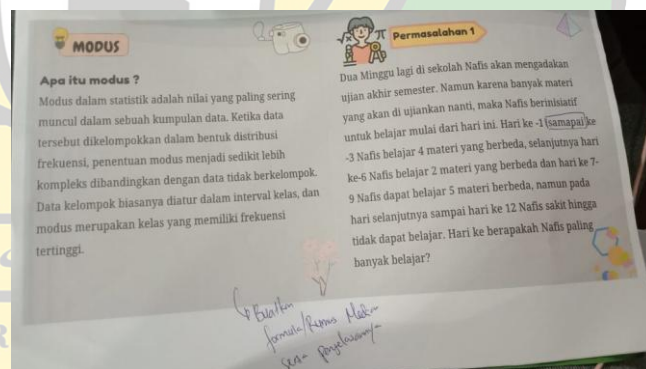 MODUS
Apa itu modus ?
Modus dalam statistik adalah nilai yang paling sering
muncul dalam sebuah kumpulan data. Ketika data
tersebut dikelompokkan dalam bentuk distribusi
frekuensi, penentuan modus menjadi sedikit lebih
kompleks dibandingkan dengan data tidak berkelompok.
Data kelompok biasanya diatur dalam interval kelas, dan
modus merupakan kelas yang memiliki frekuensi
tertinggi.
Permasalahan 1
Dua Minggu lagi di sekolah Nafis akan mengadakan
ujian akhir semester. Namun karena banyak materi
yang akan di ujiankan nanti, maka Nafis berinisiatif
untuk belajar mulai dari hari ini. Hari ke -1 samapai ke
-3 Nafis belajar 4 materi yang berbeda, selanjutnya hari
ke-6 Nafis belajar 2 materi yang berbeda dan hari ke 7-
9 Nafis dapat belajar 5 materi berbeda, namun pada
hari selanjutnya sampai hari ke 12 Nafis sakit hingga
tidak dapat belajar. Hari ke berapakah Nafis paling
banyak belajar?
Buatkan
formula/Rumus
serta penjelasannya